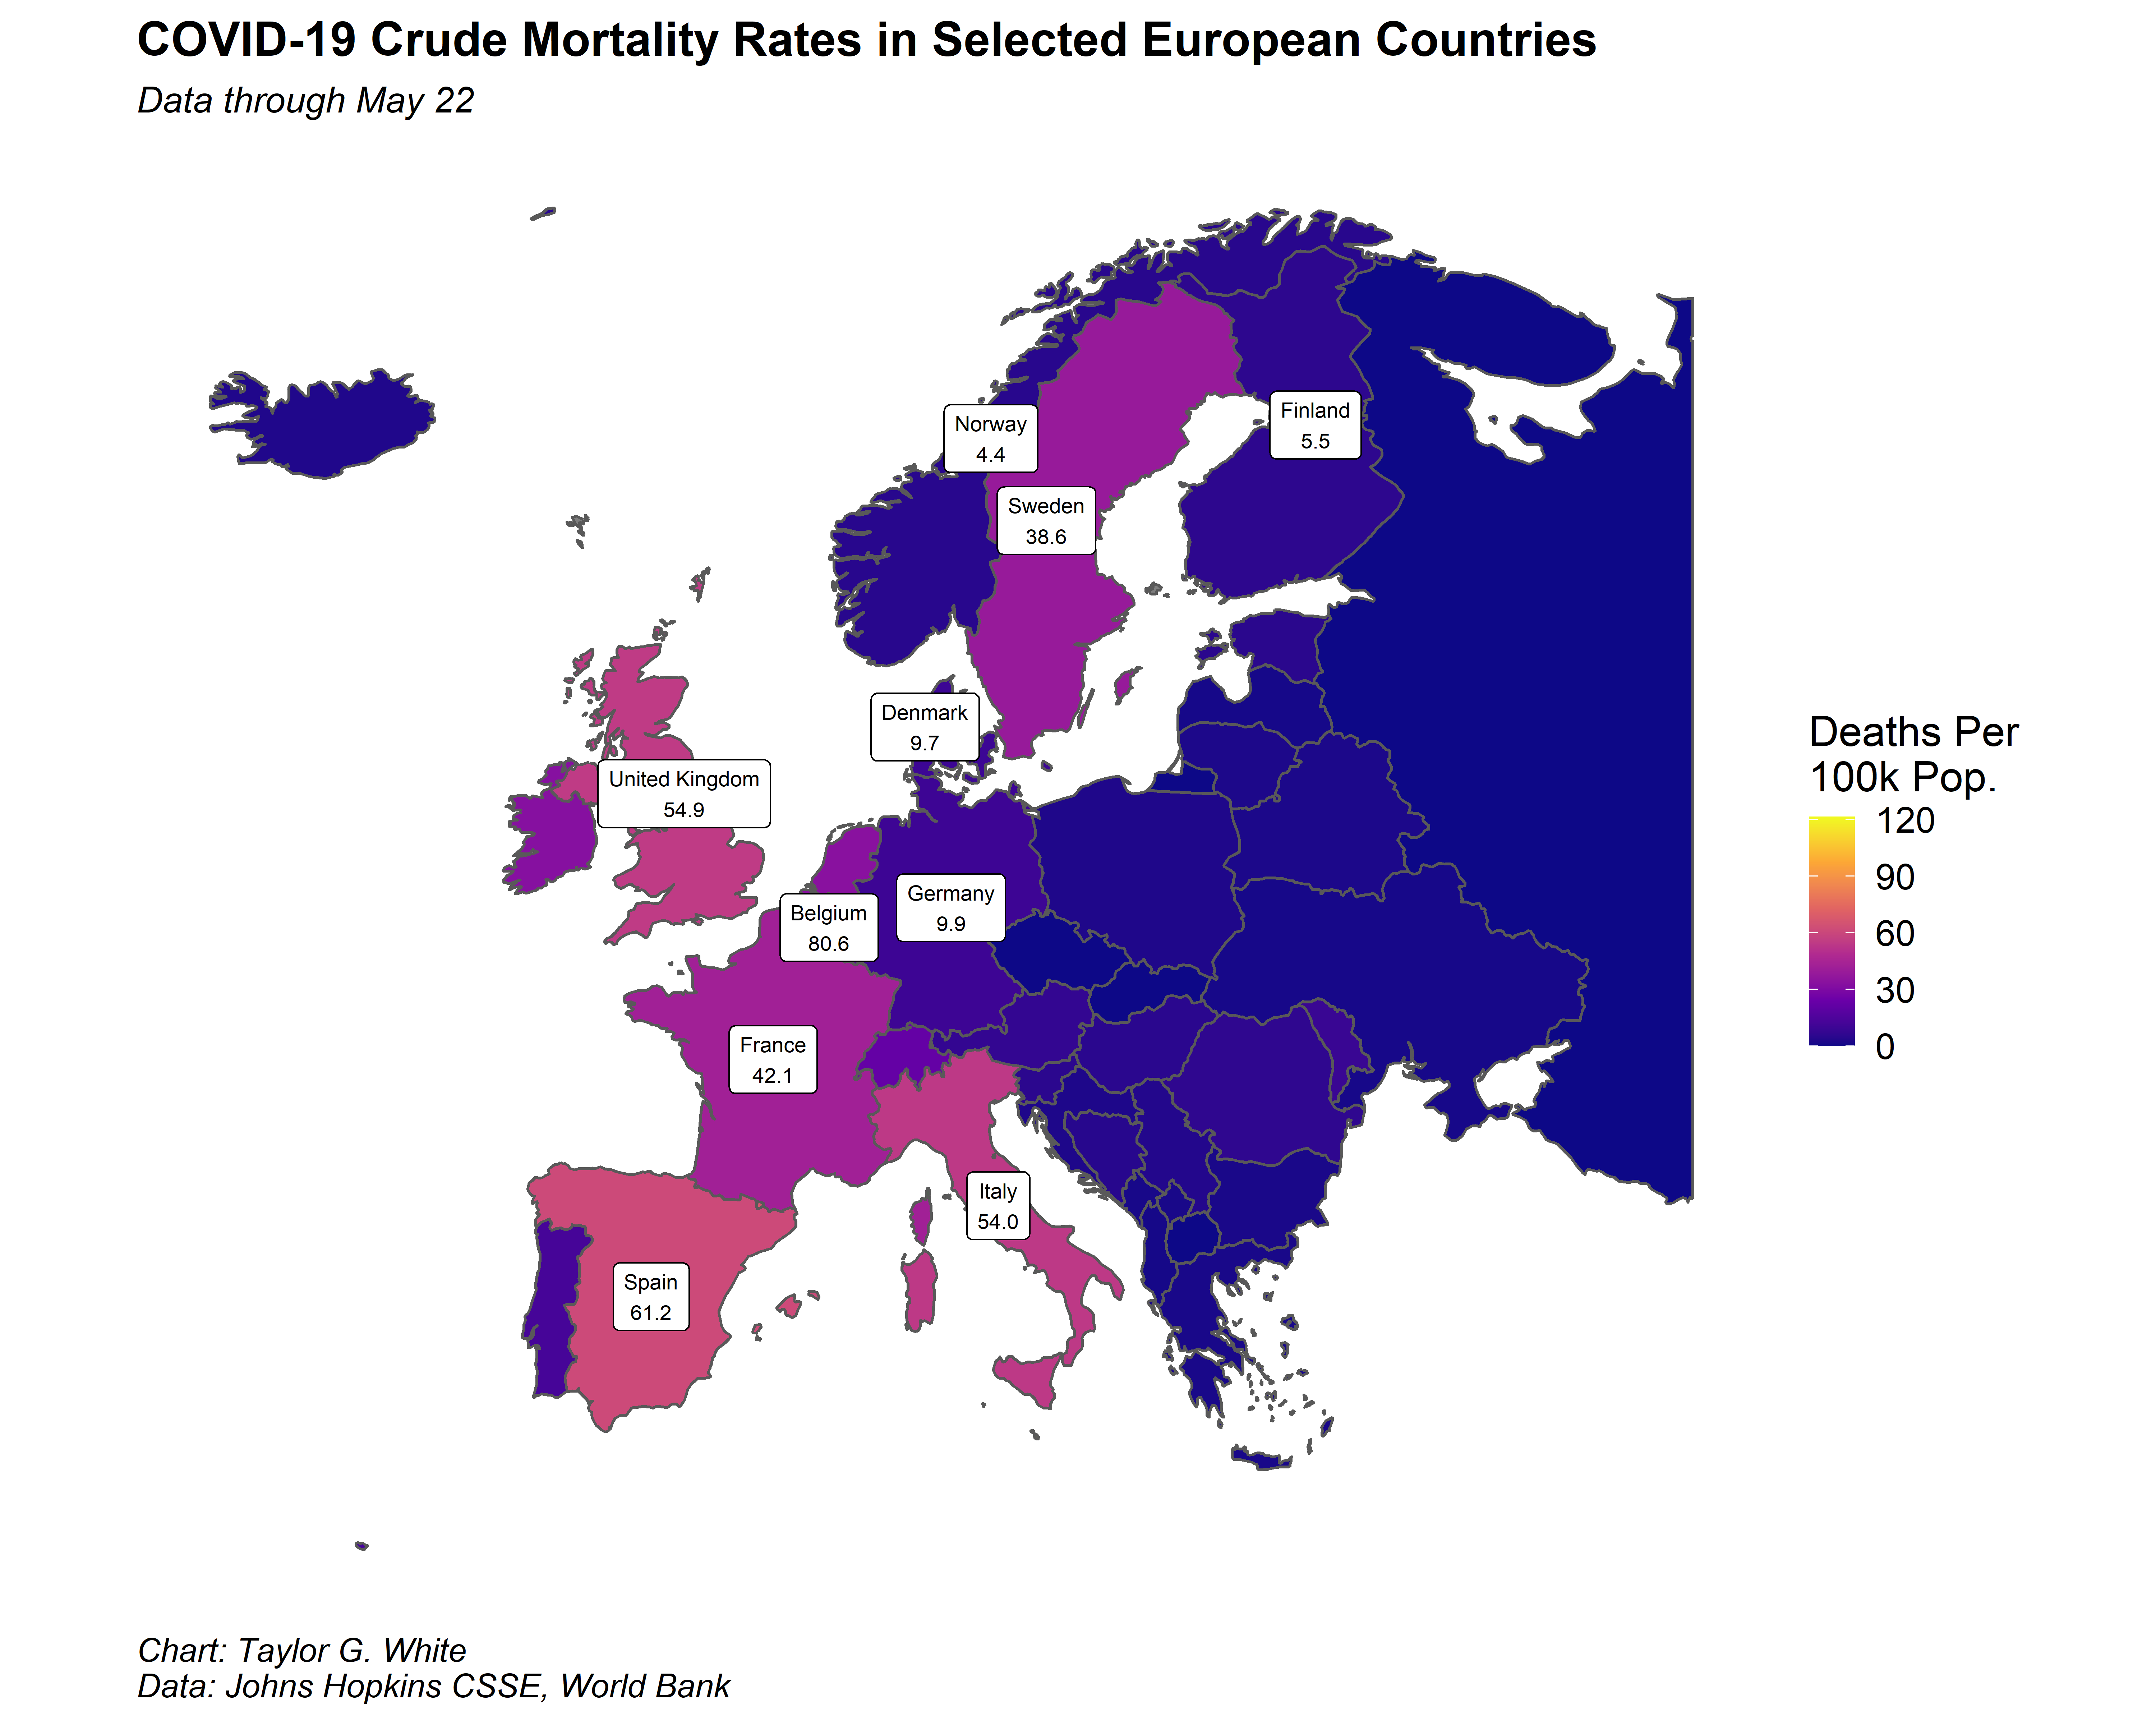 COVID-19 Crude Mortality Rates in Selected European Countries
Data through May 22
Norway
4.4
Finland
5.5
Sweden
38.6
Denmark
9.7
United Kingdom
54.9
Germany
9.9
Belgium
80.6
France
42.1
Italy
54.0
Spain
61.2
Deaths Per
100k Pop.
120
90
60
30
0
Chart: Taylor G. White
Data: Johns Hopkins CSSE, World Bank